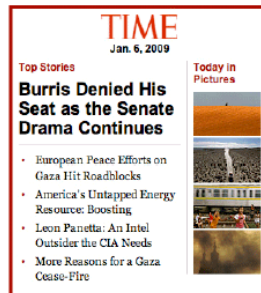 TIME
Jan. 6, 2009
Top Stories
Burris Denied His
Seat as the Senate
Drama Continues
European Peace Efforts on
Gaza Hit Roadblocks
America's Untapped Energy
Resource: Boosting
Leon Panetta: An Intel
Outsider the CIA Needs
More Reasons for a Gaza
Cease-Fire
Today in
Pictures